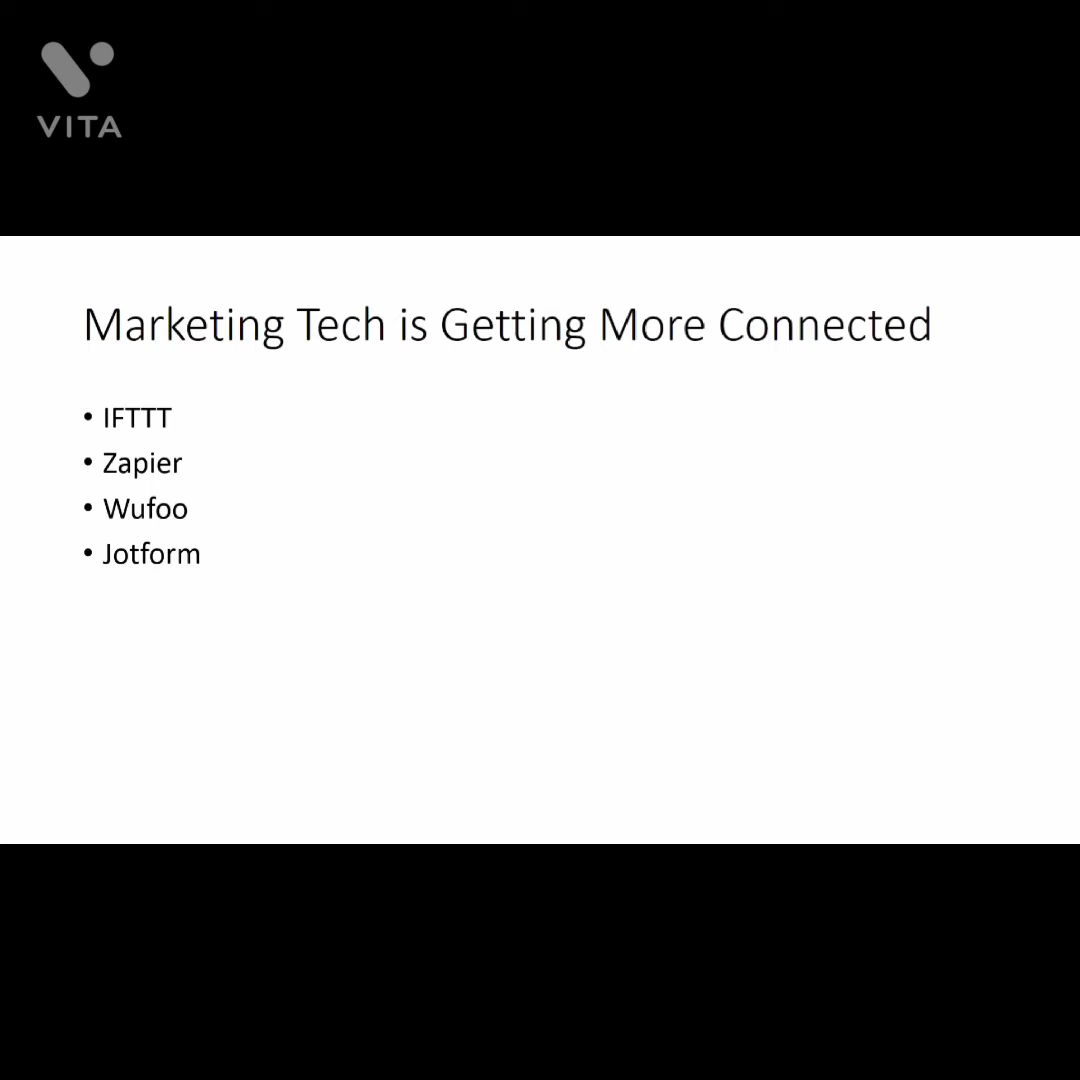 VITA
Marketing Tech is Getting More Connected
• IFTTT
• Zapier
• Wufoo
• Jotform